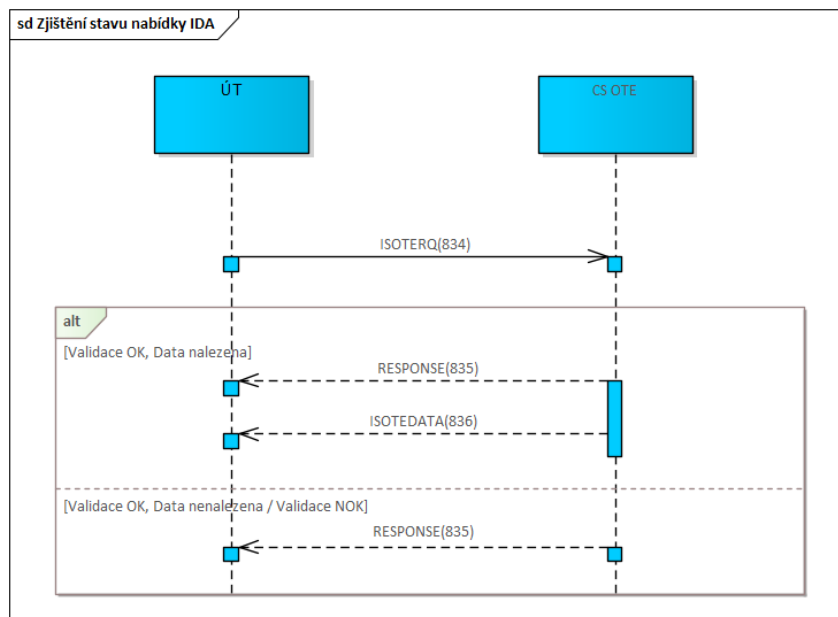 sd Zjištění stavu nabídky IDA
ÚT
CS OTE
ISOTERQ(834)
alt
[Validace OK, Data nalezena]
RESPONSE(835)
ISOTEDATA(836)
[Validace OK, Data nenalezena / Validace NOK]
RESPONSE(835)